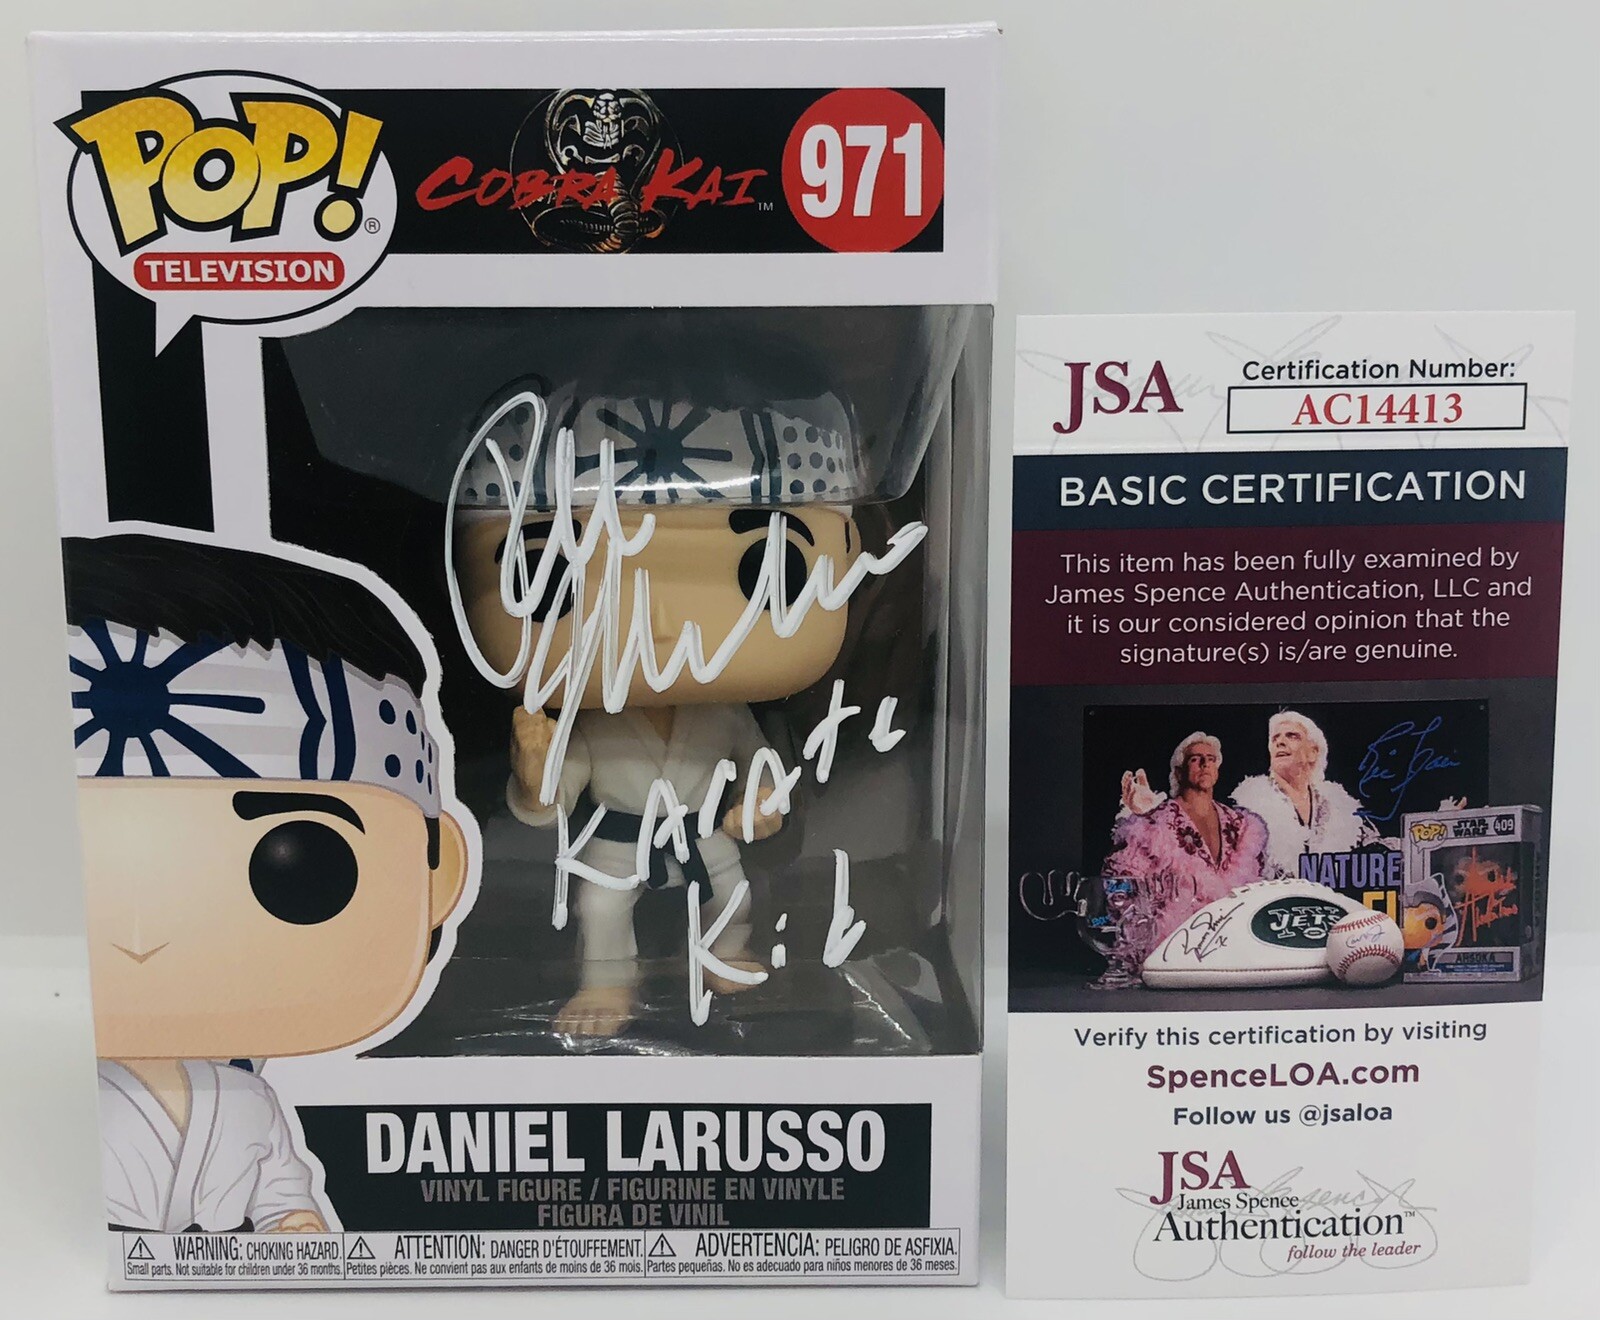 POP!®
TELEVISION
COBRA KAI™
971
KArAtE
Kid
DANIEL LARUSSO
VINYL FIGURE / FIGURINE EN VINYLE
FIGURA DE VINIL
WARNING: CHOKING HAZARD.
Small parts. Not suitable for children under 36 months.
ATTENTION: DANGER D'ÉTOUFFEMENT.
Petites pièces. Ne convient pas aux enfants de moins de 36 mois.
ADVERTENCIA: PELIGRO DE ASFIXIA.
Partes pequeñas. No es adecuado para niños menores de 36 meses.
JSA
Certification Number:
AC14413
BASIC CERTIFICATION
This item has been fully examined by
James Spence Authentication, LLC and
it is our considered opinion that the
signature(s) is/are genuine.
POP! STAR WARS 409
NATURE
JETS
AHSOKA
Verify this certification by visiting
SpenceLOA.com
Follow us @jsaloa
JSA
James Spence
Authentication™
follow the leader